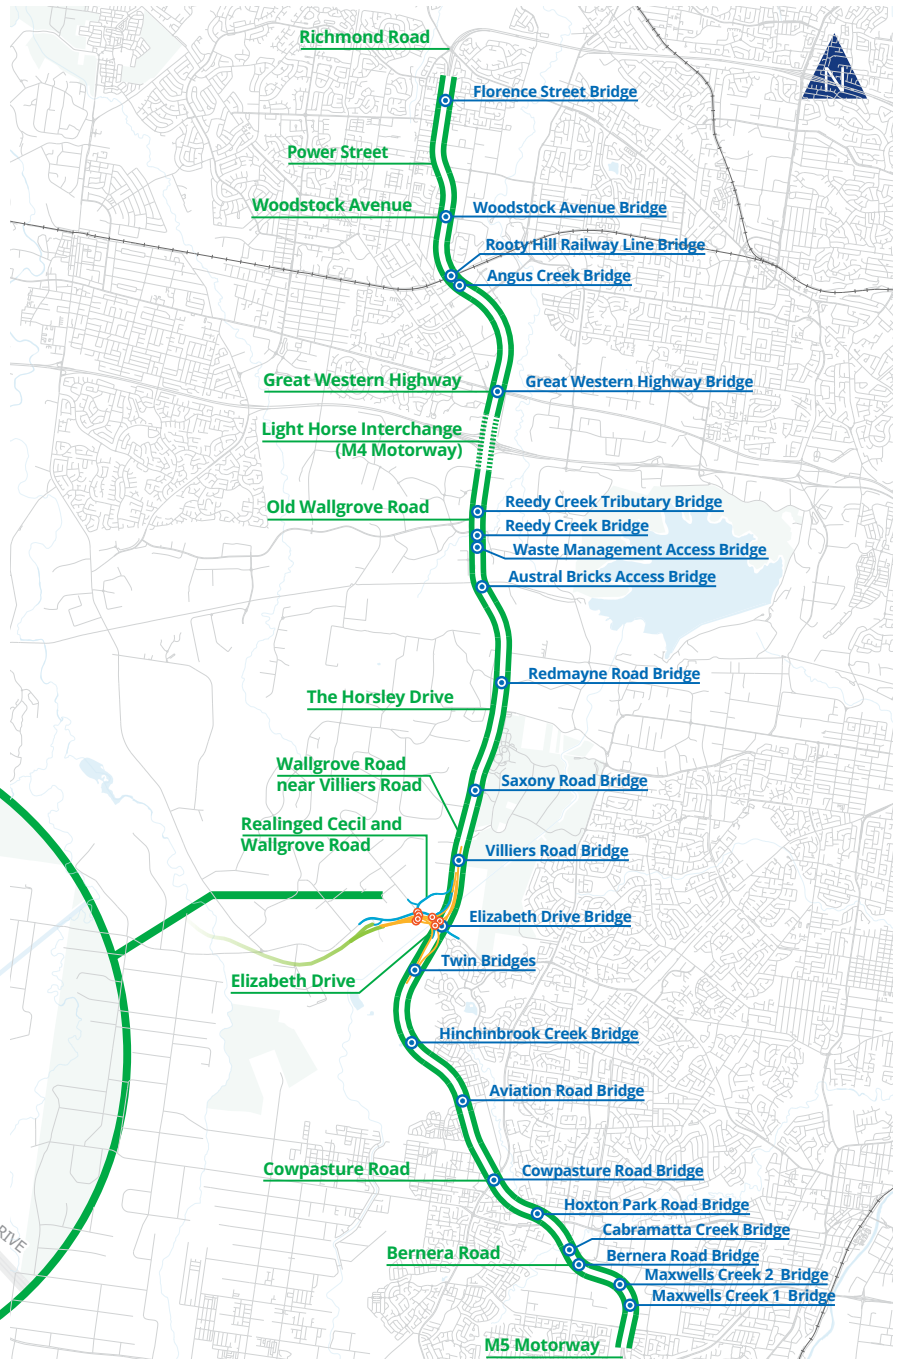 Richmond Road
N
Florence Street Bridge
Power Street
Woodstock Avenue
Woodstock Avenue Bridge
Rooty Hill Railway Line Bridge
Angus Creek Bridge
Great Western Highway
Great Western Highway Bridge
Light Horse Interchange
(M4 Motorway)
Old Wallgrove Road
Reedy Creek Tributary Bridge
Reedy Creek Bridge
Waste Management Access Bridge
Austral Bricks Access Bridge
Redmayne Road Bridge
The Horsley Drive
Wallgrove Road
near Villiers Road
Saxony Road Bridge
Realinged Cecil and
Wallgrove Road
Villiers Road Bridge
Elizabeth Drive Bridge
Twin Bridges
Elizabeth Drive
Hinchinbrook Creek Bridge
Aviation Road Bridge
Cowpasture Road
Cowpasture Road Bridge
Hoxton Park Road Bridge
Cabramatta Creek Bridge
Bernera Road
Bernera Road Bridge
Maxwells Creek 2 Bridge
Maxwells Creek 1 Bridge
M5 Motorway